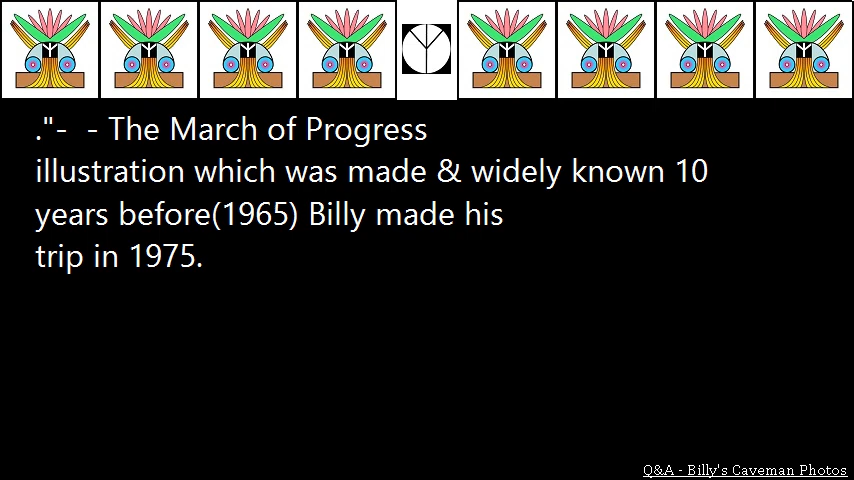 ."-  - The March of Progress
illustration which was made & widely known 10
years before(1965) Billy made his
trip in 1975.
Q&A - Billy's Caveman Photos